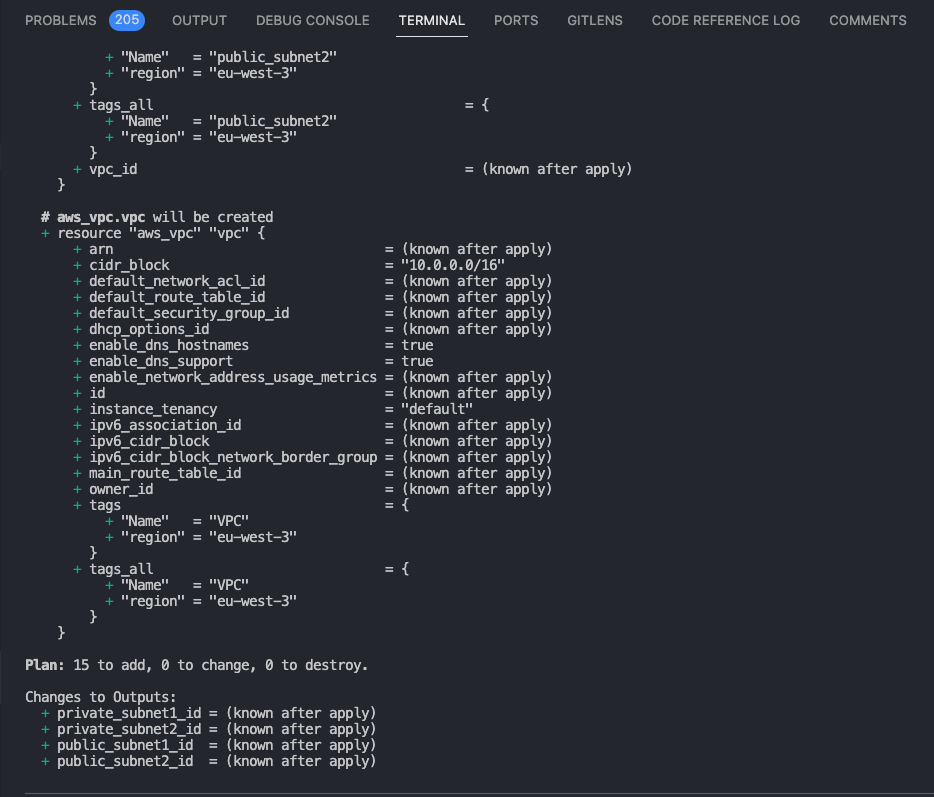 PROBLEMS 205 OUTPUT DEBUG CONSOLE TERMINAL PORTS GITLENS CODE REFERENCE LOG COMMENTS
+ "Name"   = "public_subnet2"
+ "region" = "eu-west-3"
}
+ tags_all                                       = {
+ "Name"   = "public_subnet2"
+ "region" = "eu-west-3"
}
+ vpc_id                                         = (known after apply)
}
# aws_vpc.vpc will be created
+ resource "aws_vpc" "vpc" {
+ arn                                  = (known after apply)
+ cidr_block                           = "10.0.0.0/16"
+ default_network_acl_id               = (known after apply)
+ default_route_table_id               = (known after apply)
+ default_security_group_id            = (known after apply)
+ dhcp_options_id                      = (known after apply)
+ enable_dns_hostnames                 = true
+ enable_dns_support                   = true
+ enable_network_address_usage_metrics = (known after apply)
+ id                                   = (known after apply)
+ instance_tenancy                     = "default"
+ ipv6_association_id                  = (known after apply)
+ ipv6_cidr_block                      = (known after apply)
+ ipv6_cidr_block_network_border_group = (known after apply)
+ main_route_table_id                  = (known after apply)
+ owner_id                             = (known after apply)
+ tags                                 = {
+ "Name"   = "VPC"
+ "region" = "eu-west-3"
}
+ tags_all                             = {
+ "Name"   = "VPC"
+ "region" = "eu-west-3"
}
}
Plan: 15 to add, 0 to change, 0 to destroy.
Changes to Outputs:
+ private_subnet1_id = (known after apply)
+ private_subnet2_id = (known after apply)
+ public_subnet1_id  = (known after apply)
+ public_subnet2_id  = (known after apply)